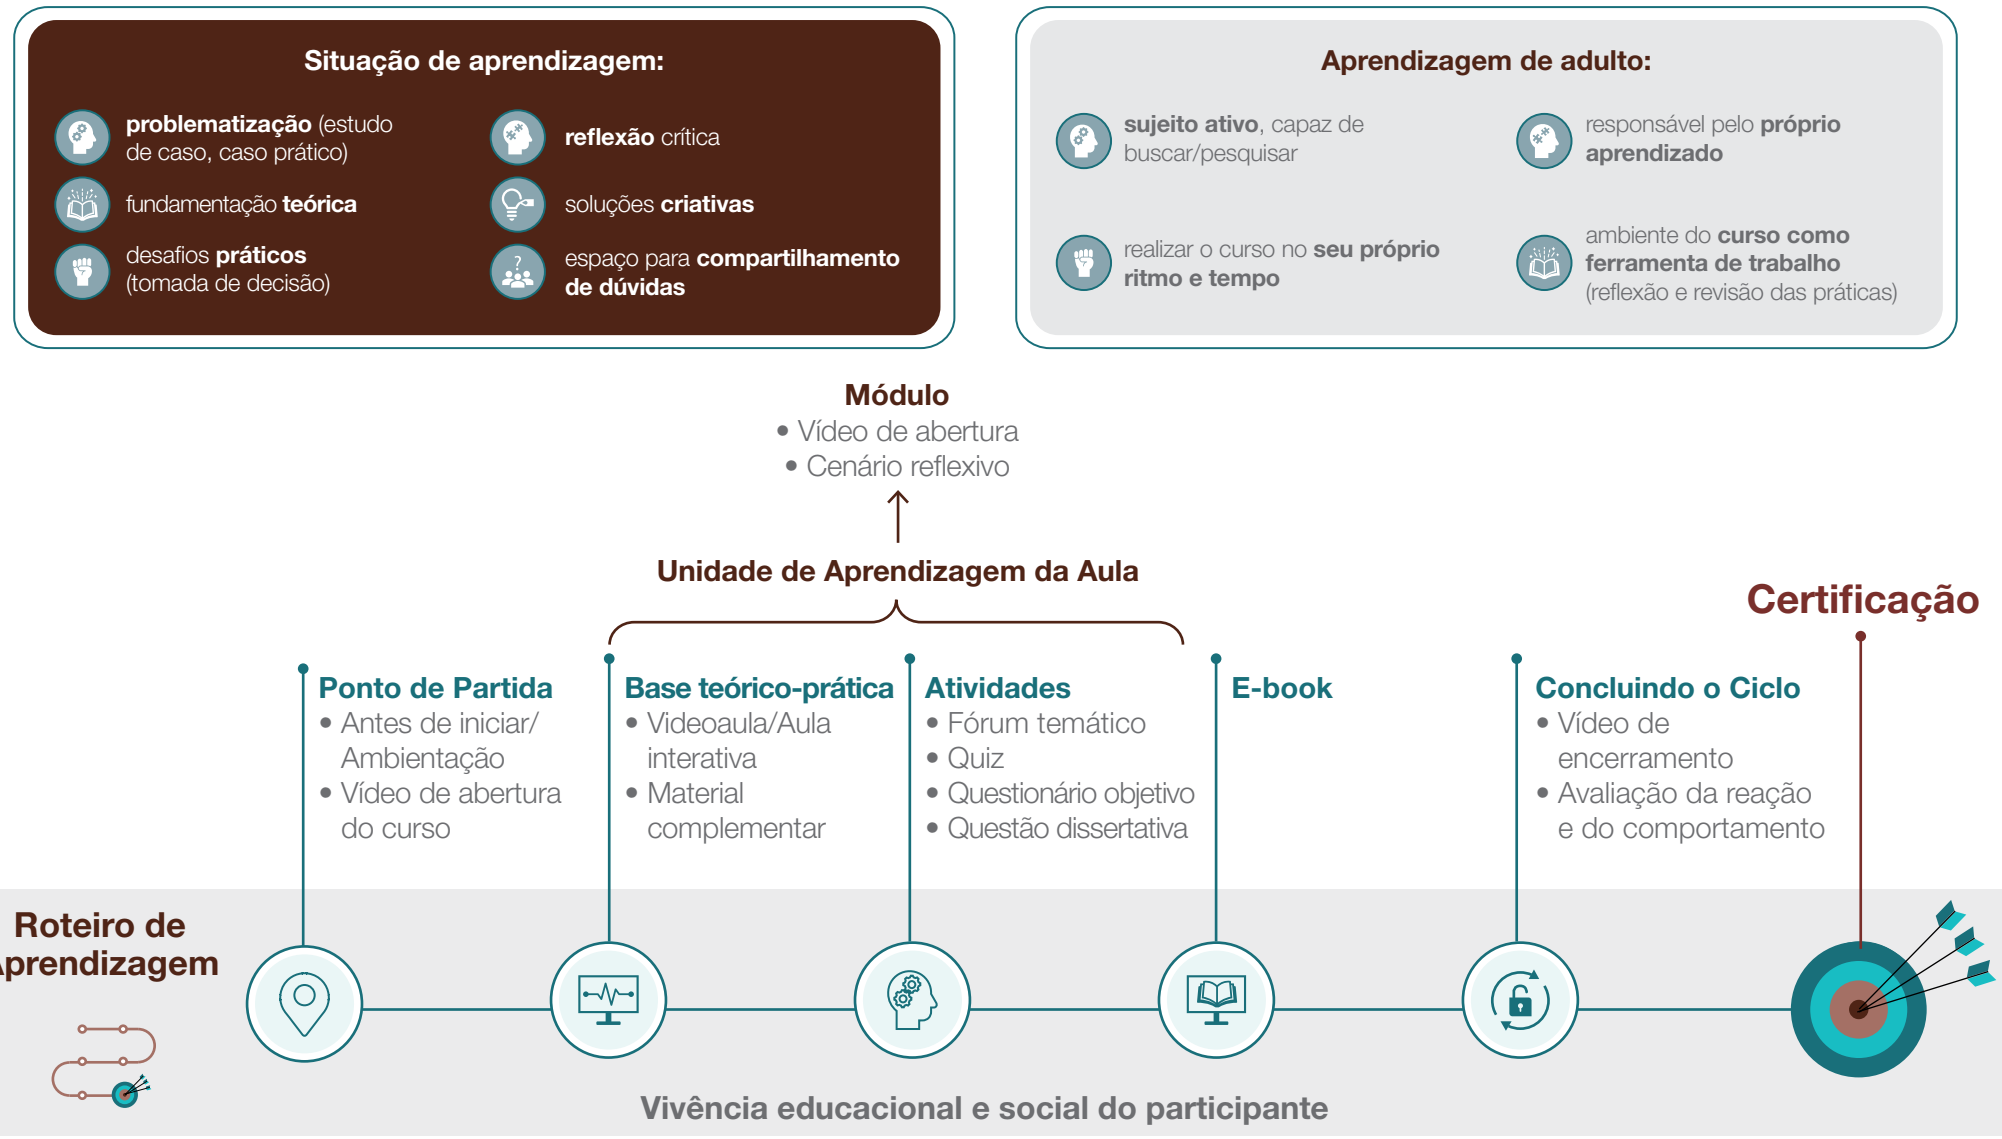 Situação de aprendizagem:
problematização (estudo
de caso, caso prático)
fundamentação teórica
desafios práticos
(tomada de decisão)
reflexão crítica
soluções criativas
?
espaço para compartilhamento
de dúvidas
Aprendizagem de adulto:
sujeito ativo, capaz de
buscar/pesquisar
realizar o curso no seu próprio
ritmo e tempo
responsável pelo próprio
aprendizado
ambiente do curso como
ferramenta de trabalho
(reflexão e revisão das práticas)
Módulo
• Vídeo de abertura
• Cenário reflexivo
Unidade de Aprendizagem da Aula
Ponto de Partida
• Antes de iniciar/
Ambientação
• Vídeo de abertura
do curso
Base teórico-prática
• Videoaula/Aula
interativa
• Material
complementar
Atividades
• Fórum temático
• Quiz
• Questionário objetivo
• Questão dissertativa
E-book
Concluindo o Ciclo
• Vídeo de
encerramento
• Avaliação da reação
e do comportamento
Certificação
Roteiro de
Aprendizagem
Vivência educacional e social do participante